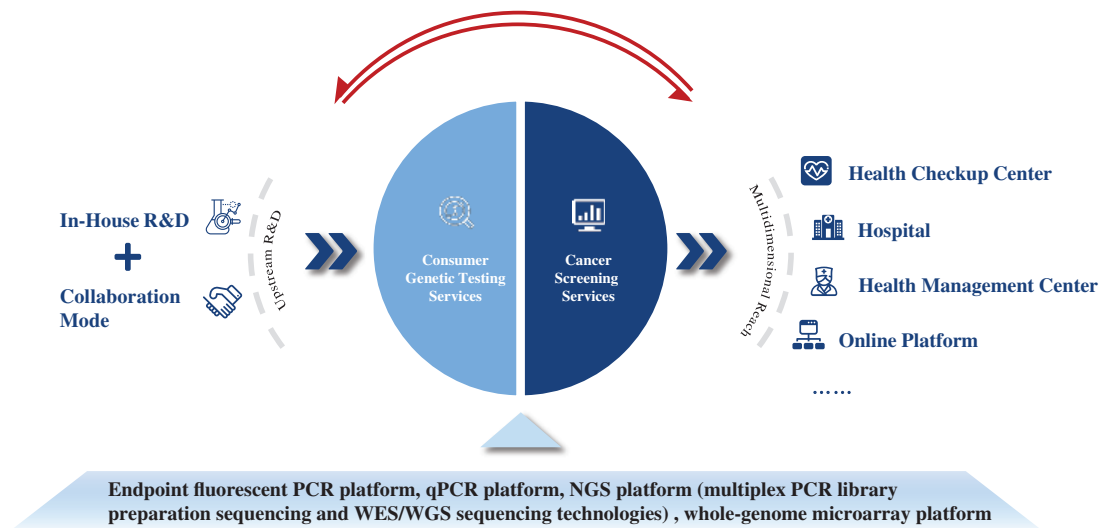 In-House R&D
Collaboration
Mode
Upstream R&D
Consumer
Genetic Testing
Services
Cancer
Screening
Services
Multidimensional Reach
Health Checkup Center
Hospital
Health Management Center
Online Platform
……
Endpoint fluorescent PCR platform, qPCR platform, NGS platform (multiplex PCR library
preparation sequencing and WES/WGS sequencing technologies) , whole-genome microarray platform